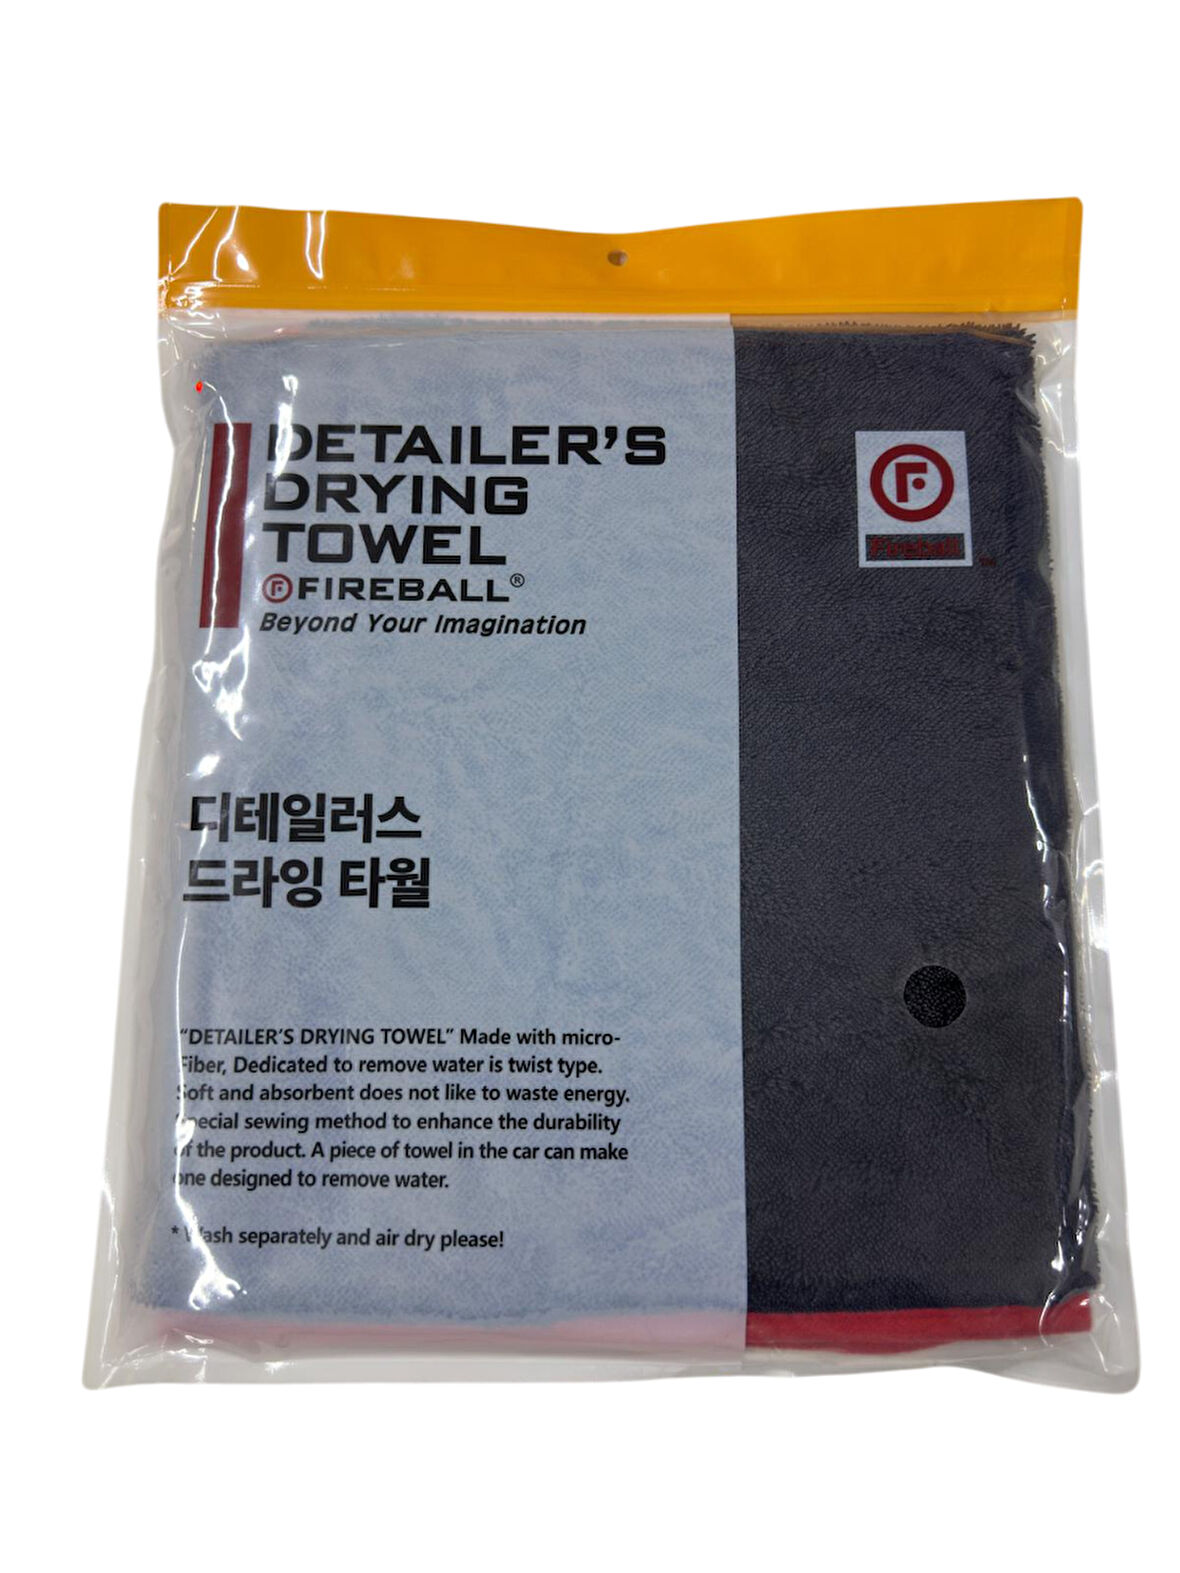 DETAILER'S
DRYING
TOWEL
F FIREBALL®
Beyond Your Imagination
F
Fireball
TM
디테일러스
드라잉 타월
"DETAILER'S DRYING TOWEL" Made with micro-
Fiber, Dedicated to remove water is twist type.
Soft and absorbent does not like to waste energy.
Special sewing method to enhance the durability
of the product. A piece of towel in the car can make
one designed to remove water.
* Wash separately and air dry please!